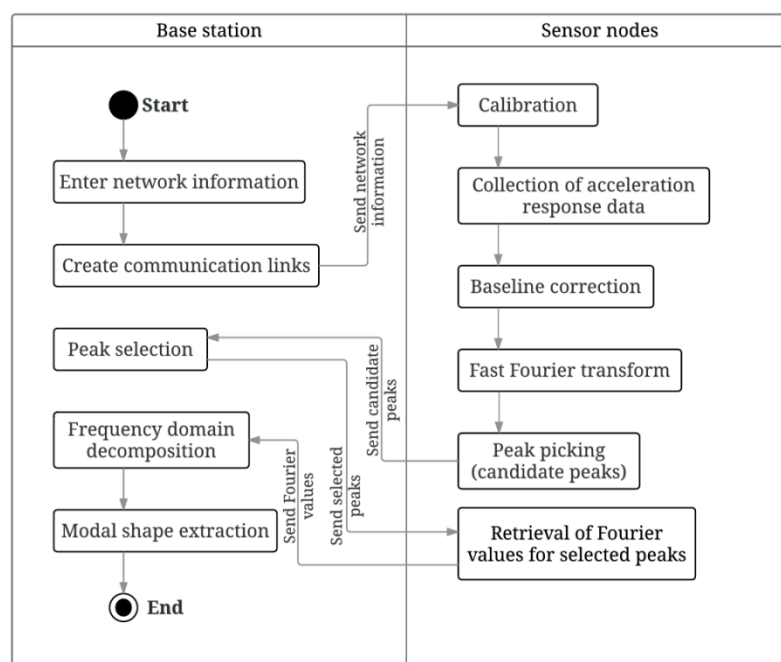 Base station
Sensor nodes
Start
Enter network information
Create communication links
Send network
information
Calibration
Collection of acceleration
response data
Baseline correction
Fast Fourier transform
Peak picking
(candidate peaks)
Send candidate
peaks
Peak selection
Send selected
peaks
Retrieval of Fourier
values for selected peaks
Send Fourier
values
Frequency domain
decomposition
Modal shape extraction
End